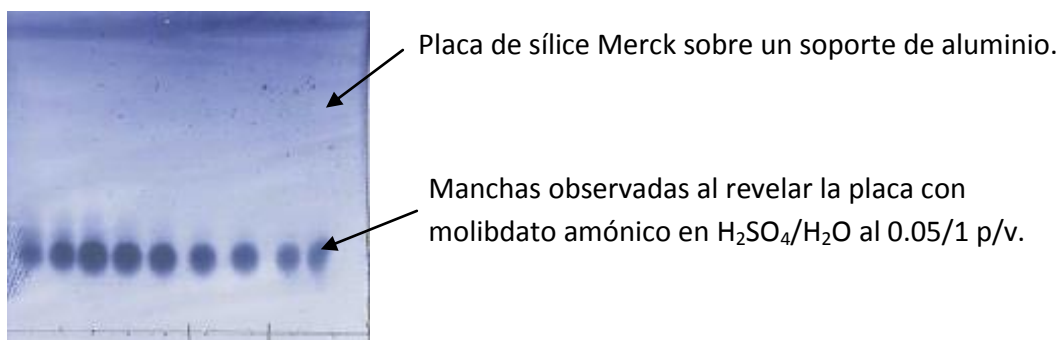 Placa de sílice Merck sobre un soporte de aluminio.
Manchas observadas al revelar la placa con
molibdato amónico en H₂SO₄/H₂O al 0.05/1 p/v.